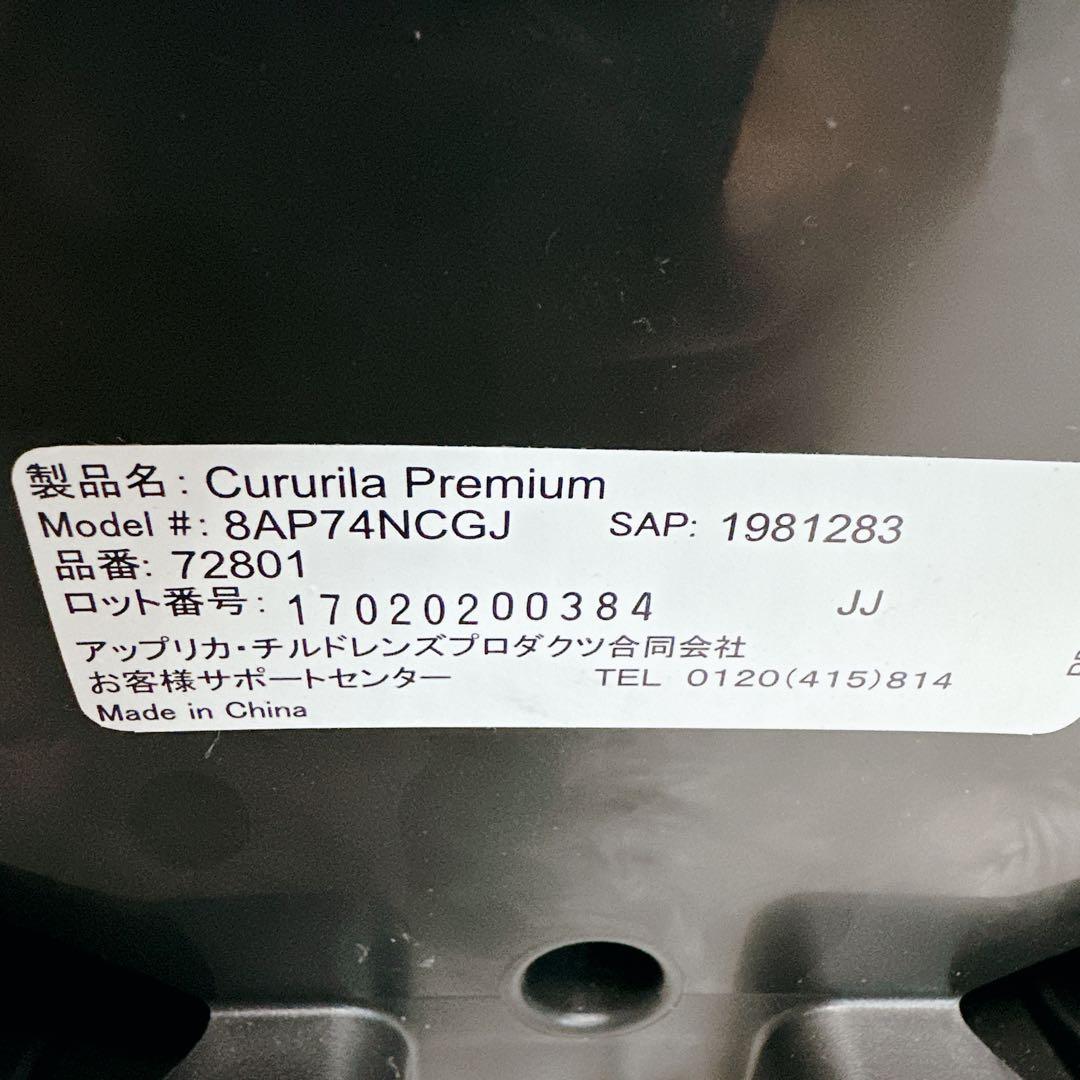 製品名: Cururila Premium
Model #: 8AP74NCGJ SAP: 1981283
品番: 72801
ロット番号: 17020200384 JJ
アップリカ・チルドレンズプロダクツ合同会社
お客様サポートセンター TEL 0120(415)814
Made in China